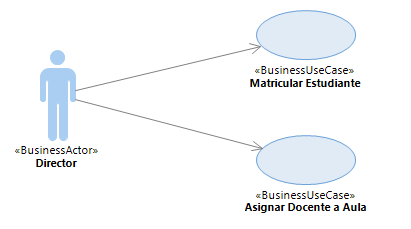 «BusinessUseCase»
Matricular Estudiante
«BusinessActor»
Director
«BusinessUseCase»
Asignar Docente a Aula